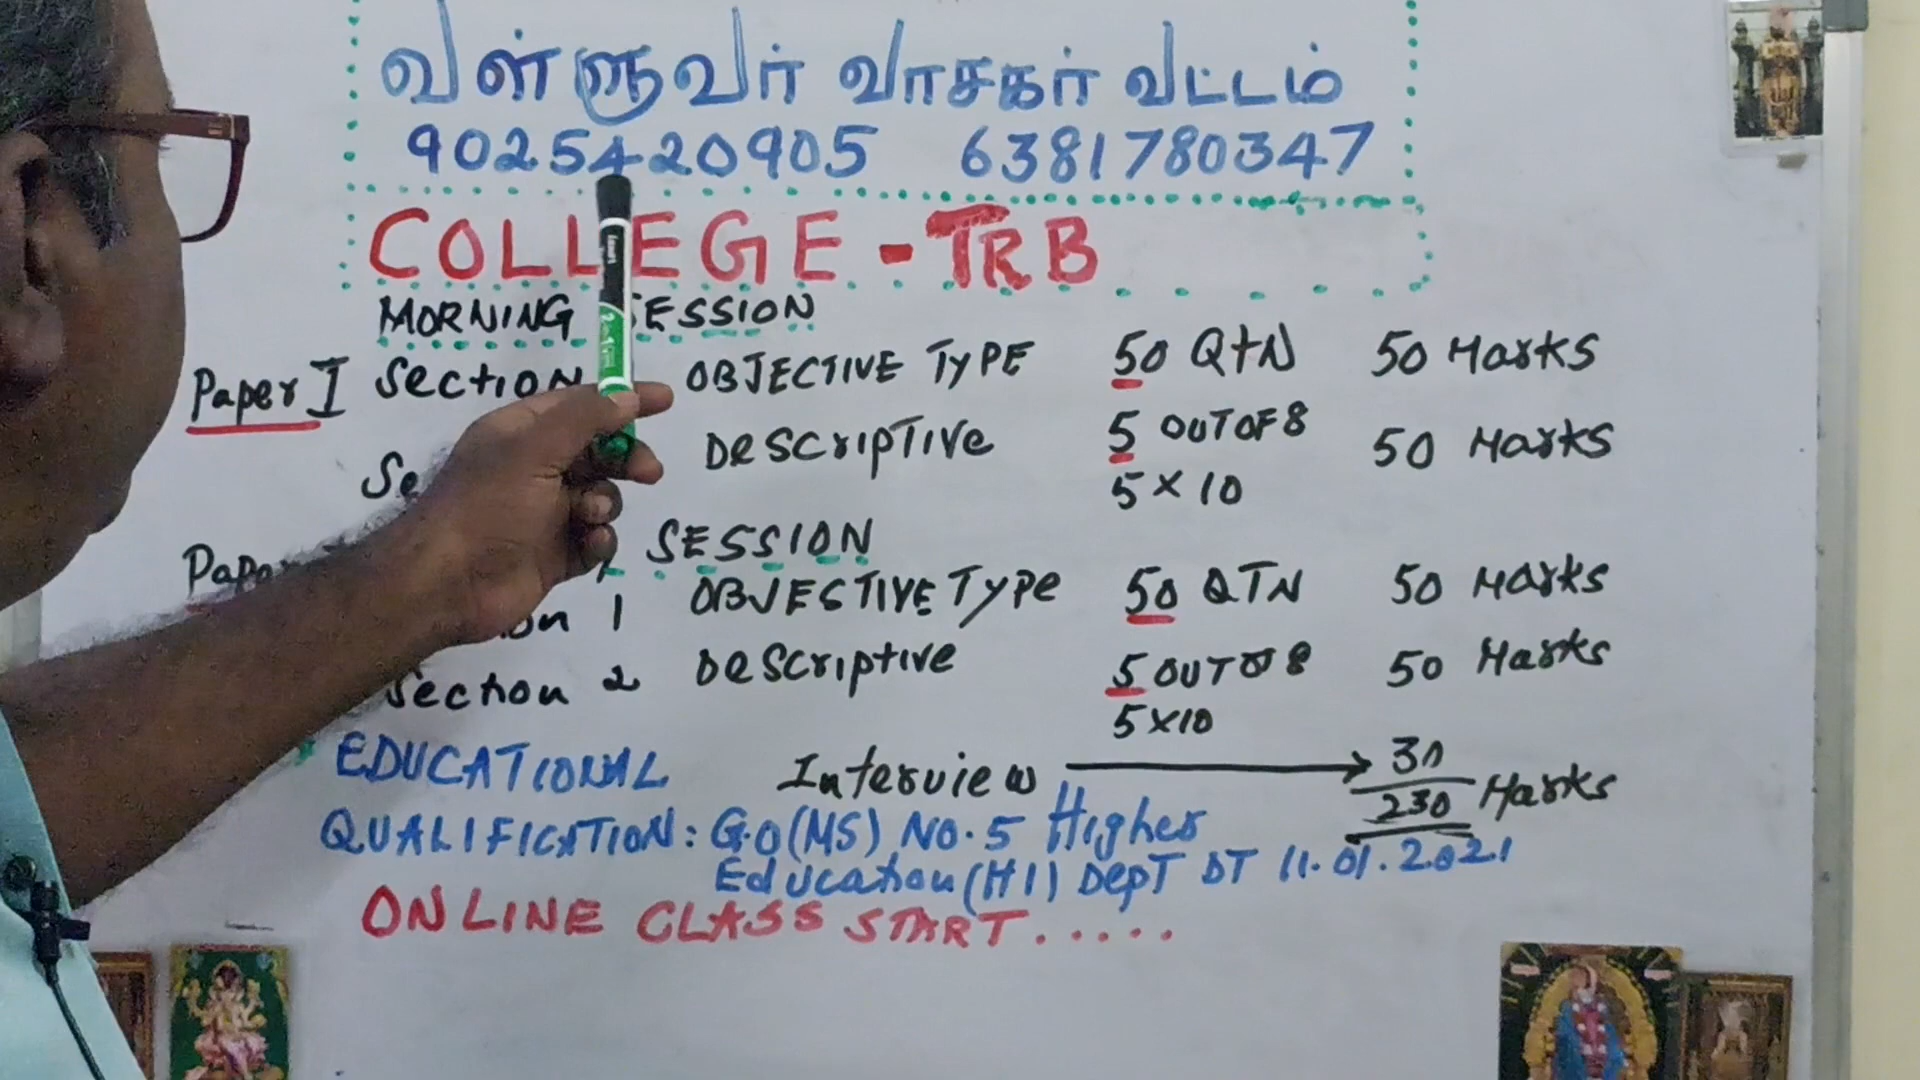 வள்ளுவர் வாசகர் வட்டம்
9025420905 6381780347
COLLEGE - TRB
MORNING SESSION
Paper I Section OBJECTIVE TYPE 50 QTN 50 Marks
DescripTive 5 OUT OF 8 50 Marks
5 × 10
SESSION
OBJESTIVE Type 50 QTN 50 Marks
1
Section 2 Descriptive 5 OUT OF 8 50 Marks
5 × 10
EDUCATIONAL Interview → 30
230 Marks
QUALIFICATION: G.O(MS) No. 5 Higher
Education (H1) DepT DT 11.01.2021
ONLINE CLASS START.....